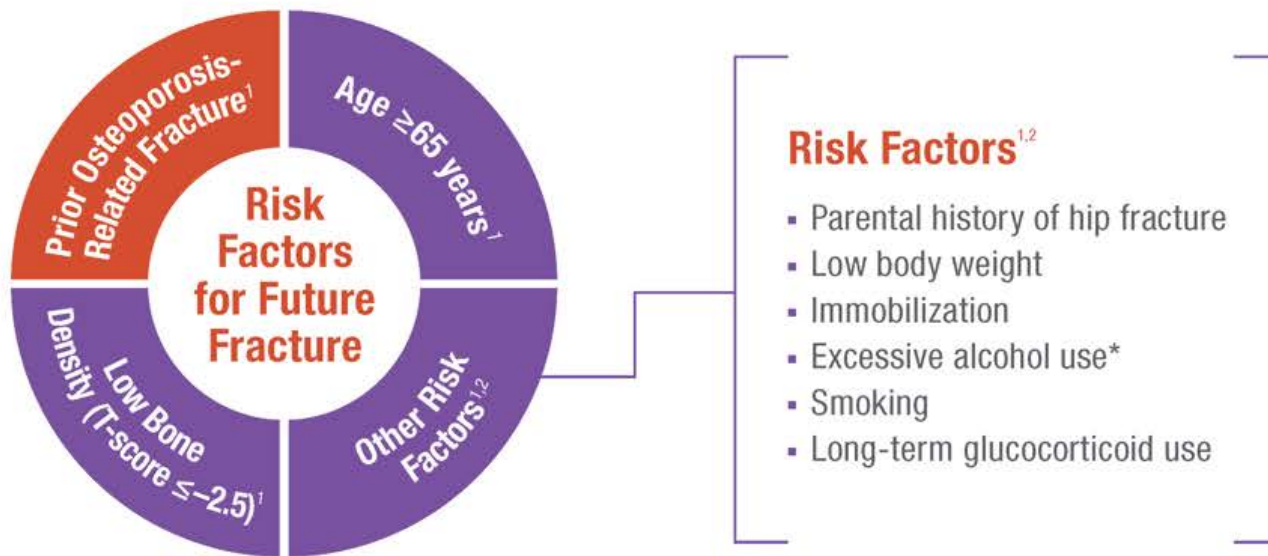 Prior Osteoporosis-
Related Fracture¹
Age ≥65 years¹
Risk
Factors
for Future
Fracture
Low Bone
Density (T-score ≤–2.5)¹
Other Risk
Factors¹,²
Risk Factors¹,²
▪ Parental history of hip fracture
▪ Low body weight
▪ Immobilization
▪ Excessive alcohol use*
▪ Smoking
▪ Long-term glucocorticoid use